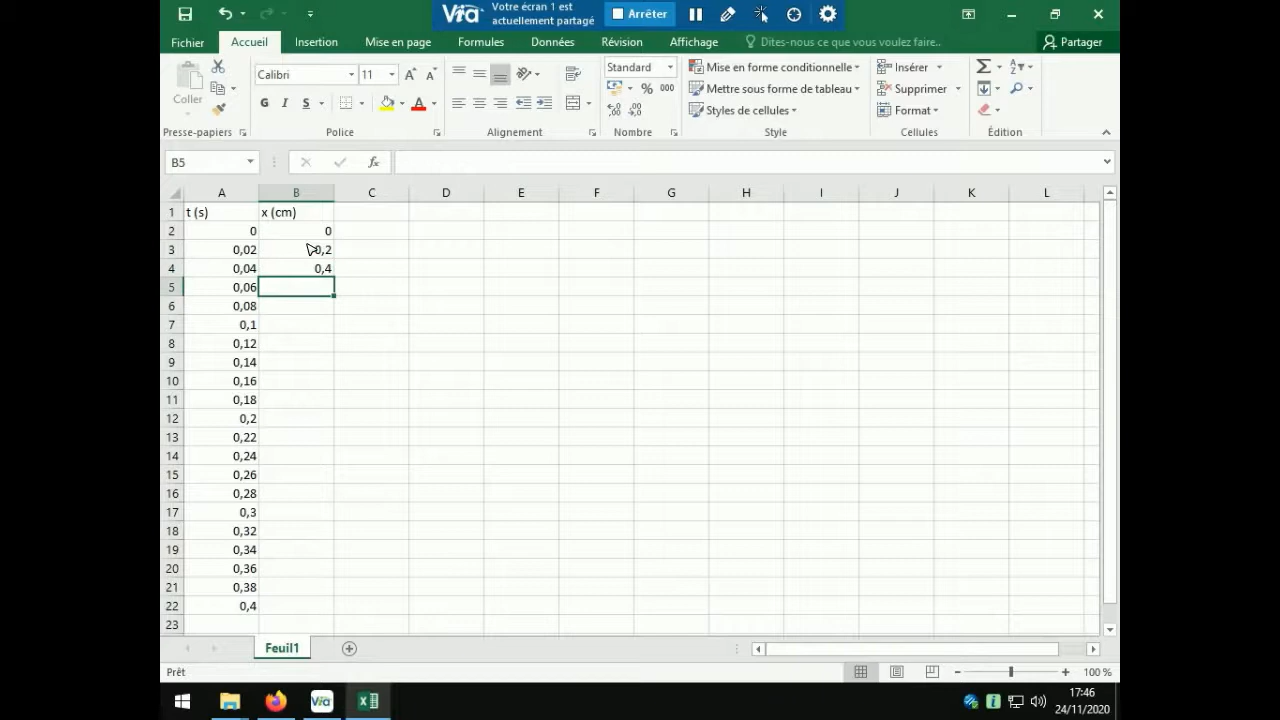 Votre écran 1 est
actuellement partagé
Via
Arrêter
Fichier Accueil Insertion Mise en page Formules Données Révision Affichage Dites-nous ce que vous voulez faire.. Partager
Coller
Calibri 11
G I S
Standard
% 000
Mise en forme conditionnelle
Mettre sous forme de tableau
Styles de cellules
Insérer
Supprimer
Format
Presse-papiers Police Alignement Nombre Style Cellules Édition
B5 fx
A B C D E F G H I J K L
1 t (s) x (cm)
2 0 0
3 0,02 0,2
4 0,04 0,4
5 0,06
6 0,08
7 0,1
8 0,12
9 0,14
10 0,16
11 0,18
12 0,2
13 0,22
14 0,24
15 0,26
16 0,28
17 0,3
18 0,32
19 0,34
20 0,36
21 0,38
22 0,4
23
Feuil1
Prêt 100 %
Via
17:46
24/11/2020